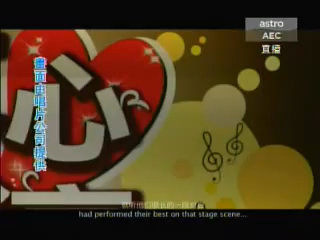 astro
AEC
直播
畫面由唱片公司提供
心
had performed their best on that stage scene...